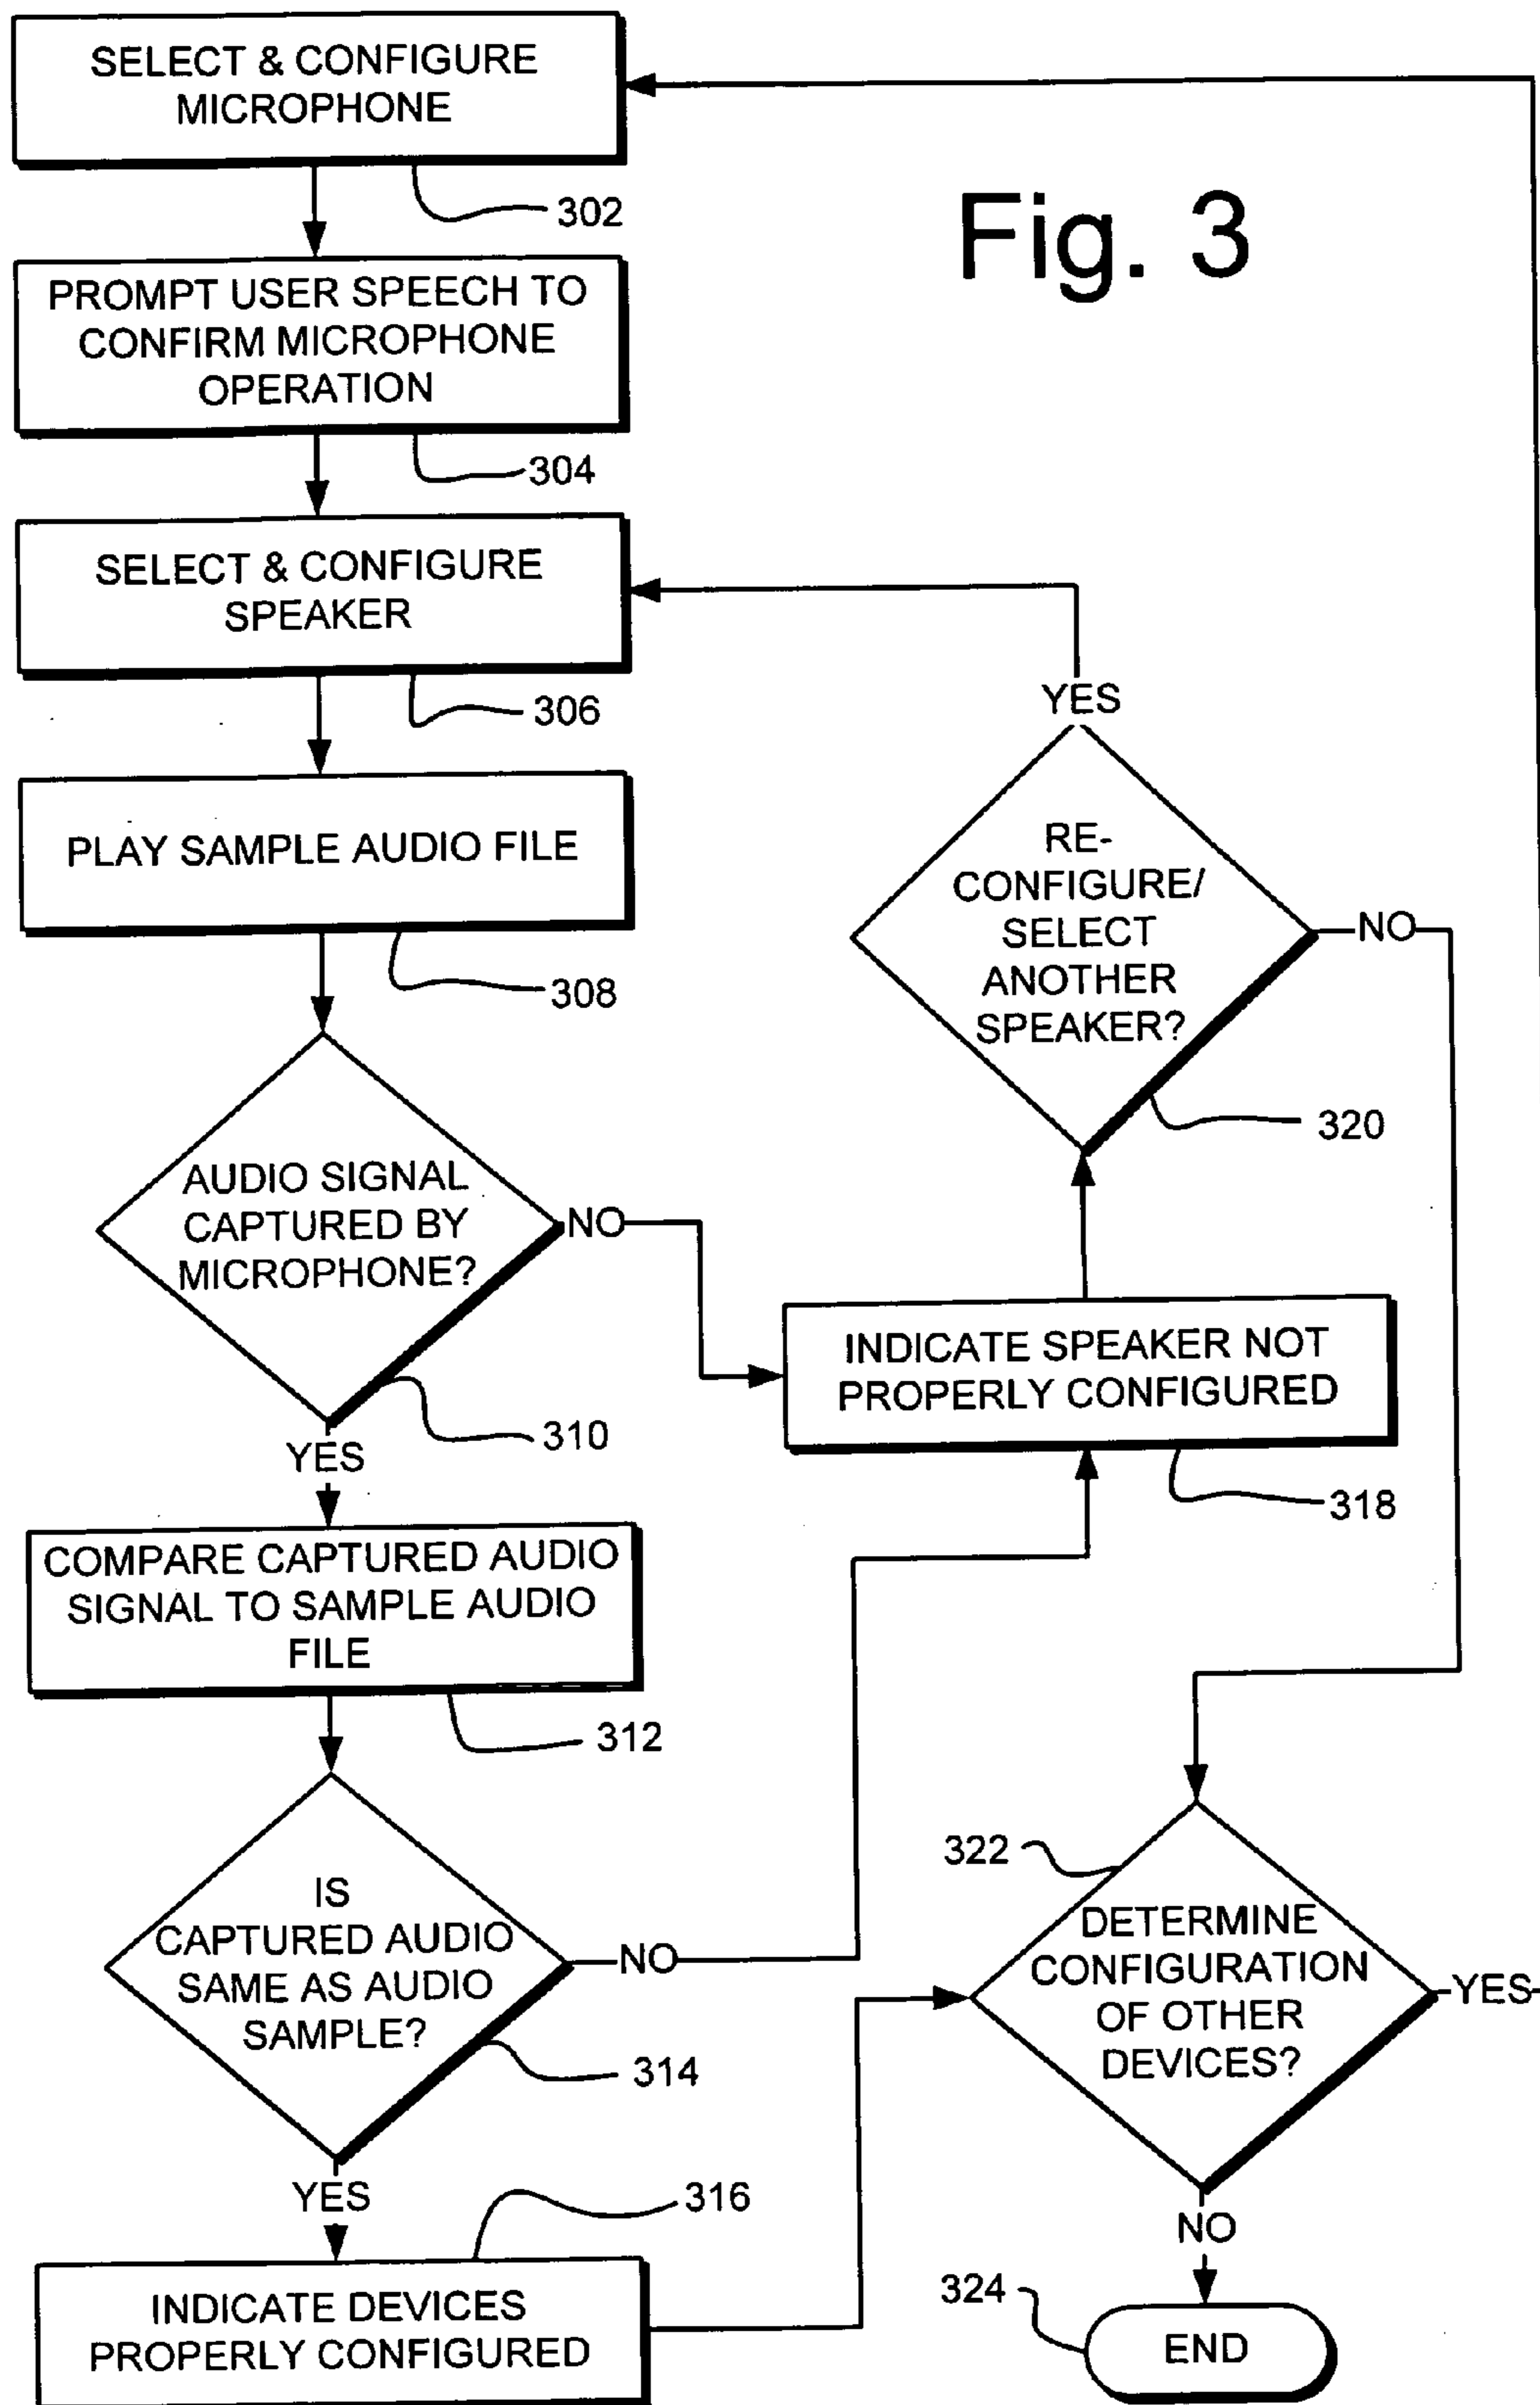 SELECT & CONFIGURE
MICROPHONE
302
Fig. 3
PROMPT USER SPEECH TO
CONFIRM MICROPHONE
OPERATION
304
SELECT & CONFIGURE
SPEAKER
306
PLAY SAMPLE AUDIO FILE
308
AUDIO SIGNAL
CAPTURED BY
MICROPHONE?
NO
310
YES
COMPARE CAPTURED AUDIO
SIGNAL TO SAMPLE AUDIO
FILE
312
IS
CAPTURED AUDIO
SAME AS AUDIO
SAMPLE?
NO
314
YES
316
INDICATE DEVICES
PROPERLY CONFIGURED
YES
RE-
CONFIGURE/
SELECT
ANOTHER
SPEAKER?
NO
320
INDICATE SPEAKER NOT
PROPERLY CONFIGURED
318
322
DETERMINE
CONFIGURATION
OF OTHER
DEVICES?
YES
NO
324
END